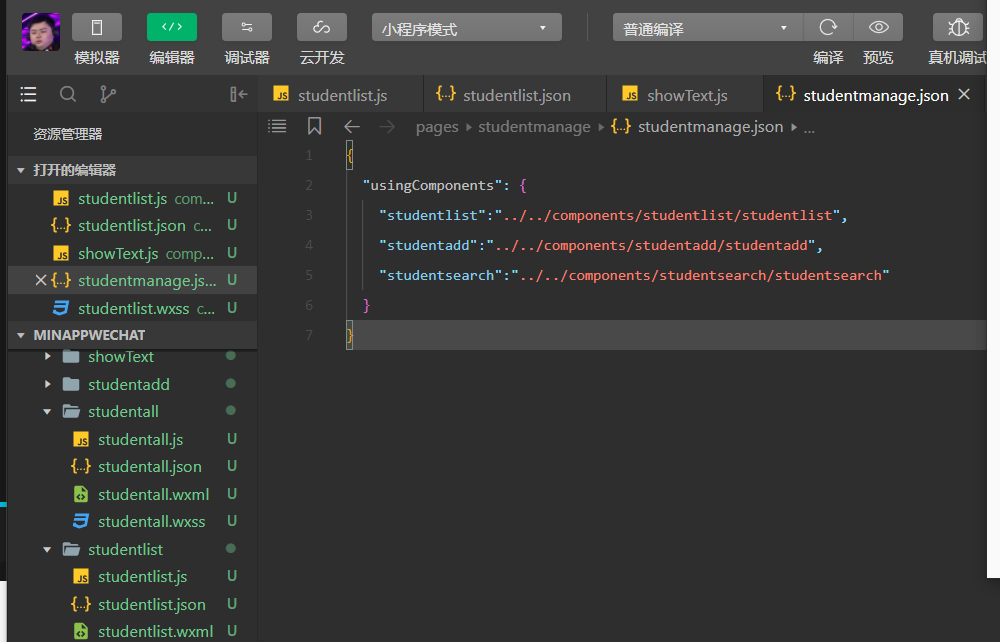 小程序模式
普通编译
模拟器 编辑器 调试器 云开发 编译 预览 真机调试
studentlist.js studentlist.json showText.js studentmanage.json
资源管理器
pages studentmanage {..} studentmanage.json ...
打开的编辑器
studentlist.js com... U
studentlist.json c... U
showText.js comp... U
studentmanage.js... U
studentlist.wxss c... U
MINAPPWECHAT
showText
studentadd
studentall
studentall.js U
studentall.json U
studentall.wxml U
studentall.wxss U
studentlist
studentlist.js U
studentlist.json U
studentlist.wxml U
1 {
2 "usingComponents": {
3 "studentlist":"../../components/studentlist/studentlist",
4 "studentadd":"../../components/studentadd/studentadd",
5 "studentsearch":"../../components/studentsearch/studentsearch"
6 }
7 }